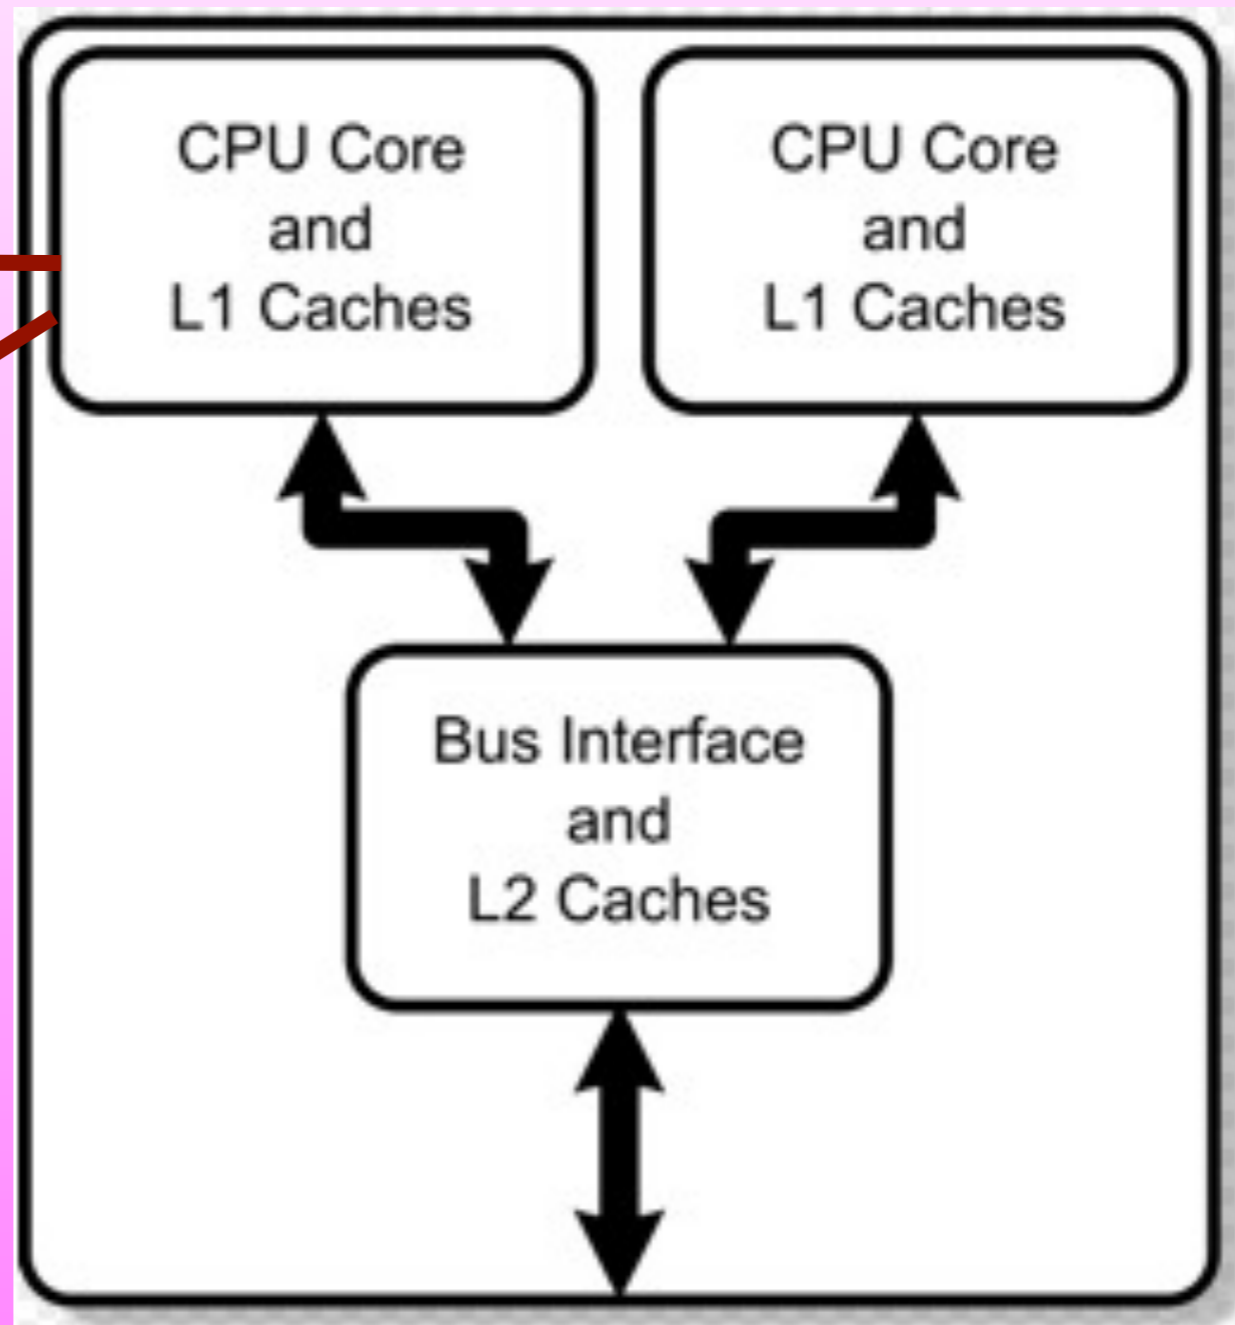 CPU Core
and
L1 Caches
CPU Core
and
L1 Caches
Bus Interface
and
L2 Caches